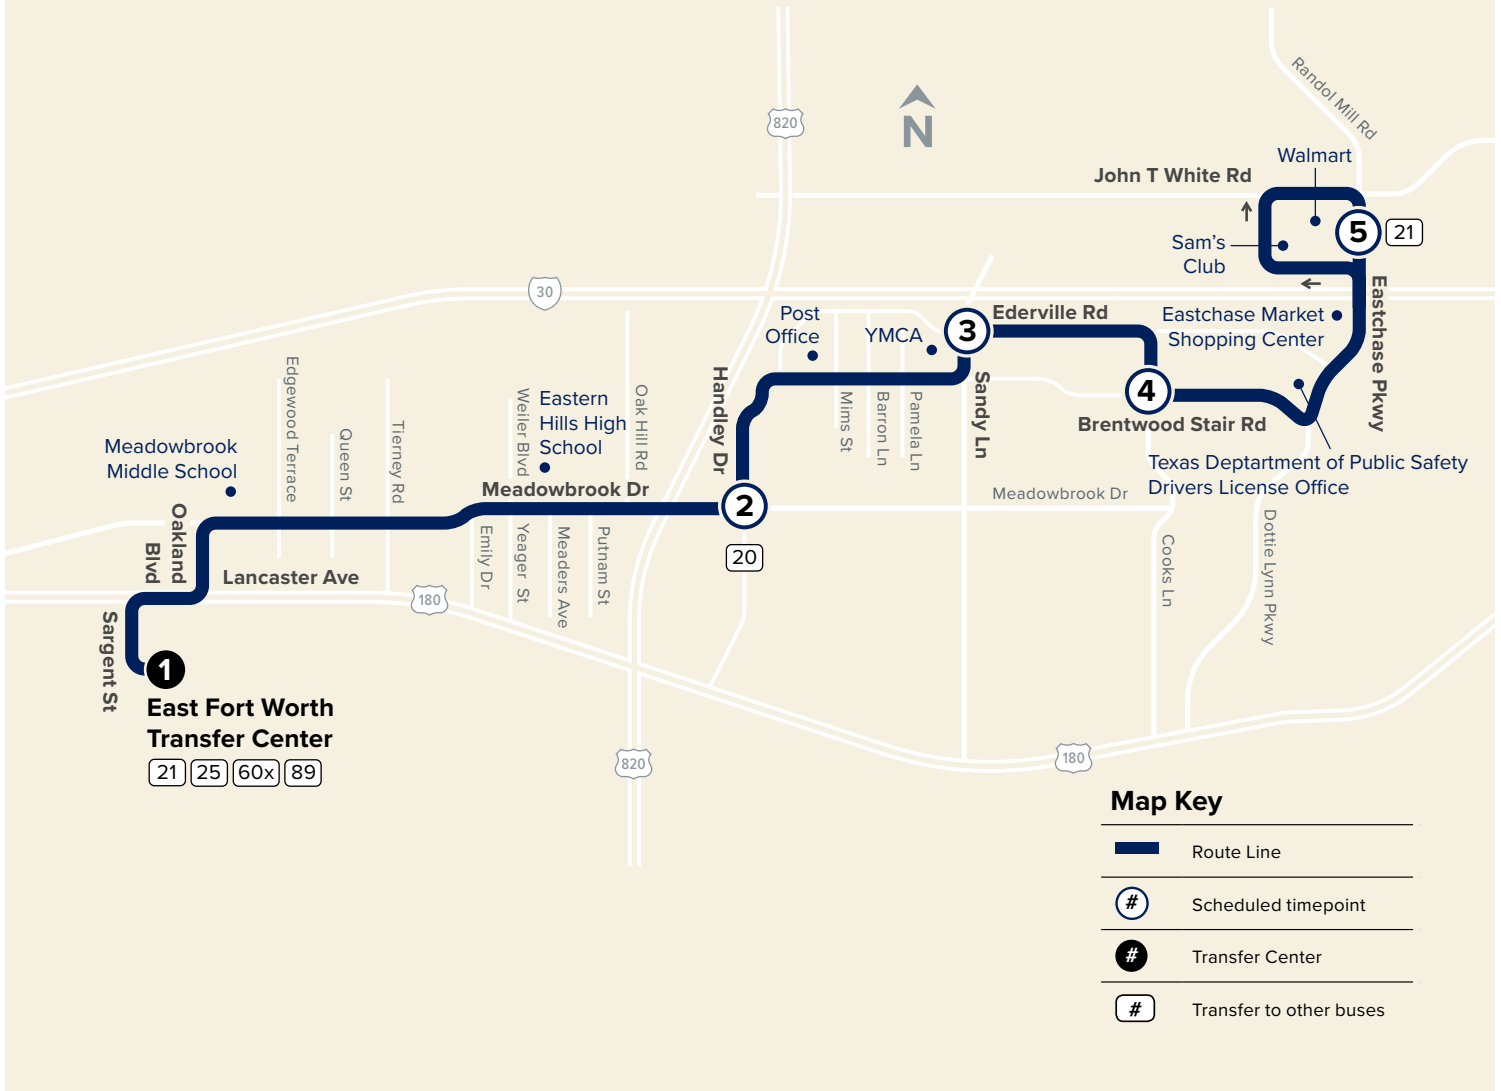 Randol Mill Rd
820
N
Walmart
John T White Rd
5
21
Sam's
Club
30
Eastchase Pkwy
Post
Office
YMCA
3
Ederville Rd
Eastchase Market
Shopping Center
Edgewood Terrace
Queen St
Tierney Rd
Weiler Blvd
Eastern
Hills High
School
Oak Hill Rd
Handley Dr
Mims St
Barron Ln
Pamela Ln
Sandy Ln
4
Brentwood Stair Rd
Meadowbrook
Middle School
Texas Deptartment of Public Safety
Drivers License Office
Meadowbrook Dr
2
Meadowbrook Dr
20
Oakland
Blvd
Lancaster Ave
180
Emily Dr
Yeager St
Meaders Ave
Putnam St
Cooks Ln
Dottie Lynn Pkwy
Sargent St
1
East Fort Worth
Transfer Center
21 25 60x 89
820
180
Map Key
Route Line
# Scheduled timepoint
# Transfer Center
# Transfer to other buses